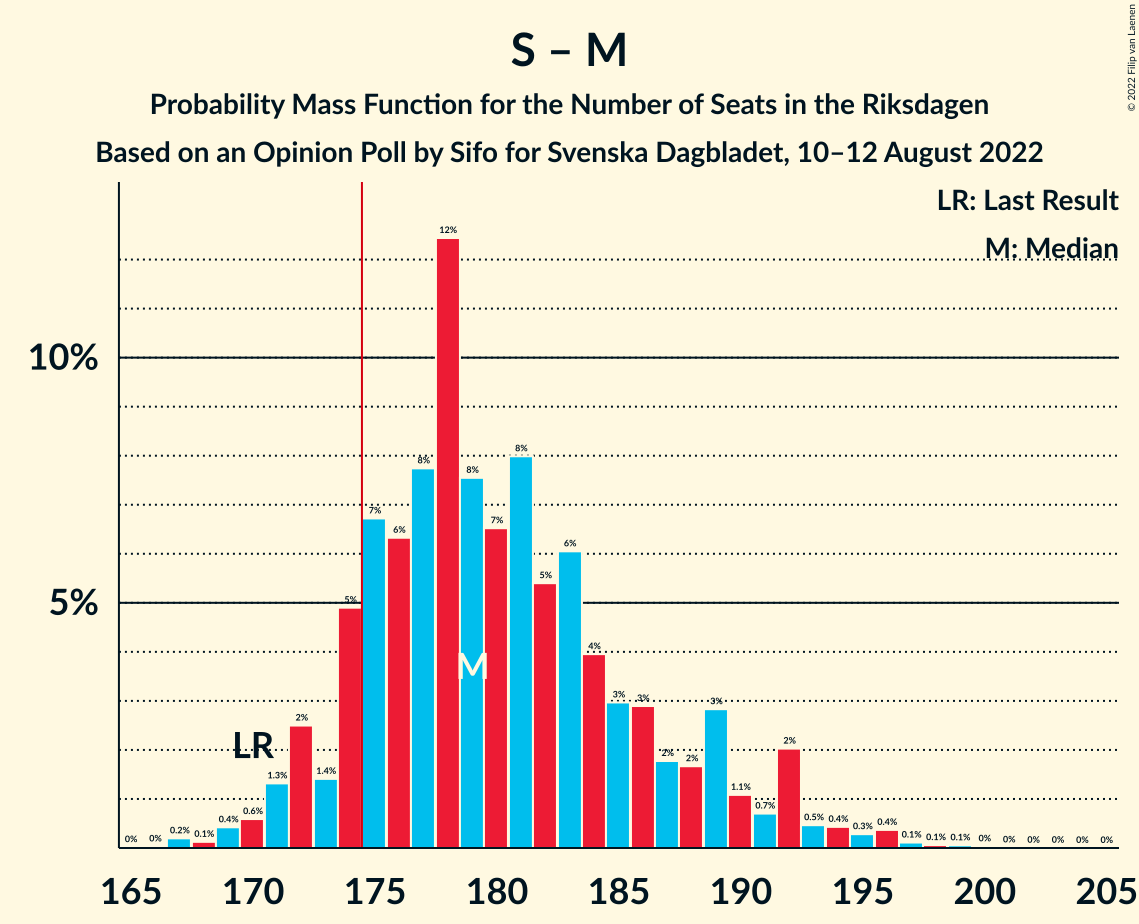 © 2022 Filip van Laenen
S – M
Probability Mass Function for the Number of Seats in the Riksdagen
Based on an Opinion Poll by Sifo for Svenska Dagbladet, 10–12 August 2022
LR: Last Result
M: Median
10%
5%
0% 0% 0.2% 0.1% 0.4% 0.6% 1.3% 2% 1.4% 5% 7% 6% 8% 12% 8% 7% 8% 5% 6% 4% 3% 3% 2% 2% 3% 1.1% 0.7% 2% 0.5% 0.4% 0.3% 0.4% 0.1% 0.1% 0.1% 0% 0% 0% 0% 0% 0%
M
LR
165 170 175 180 185 190 195 200 205